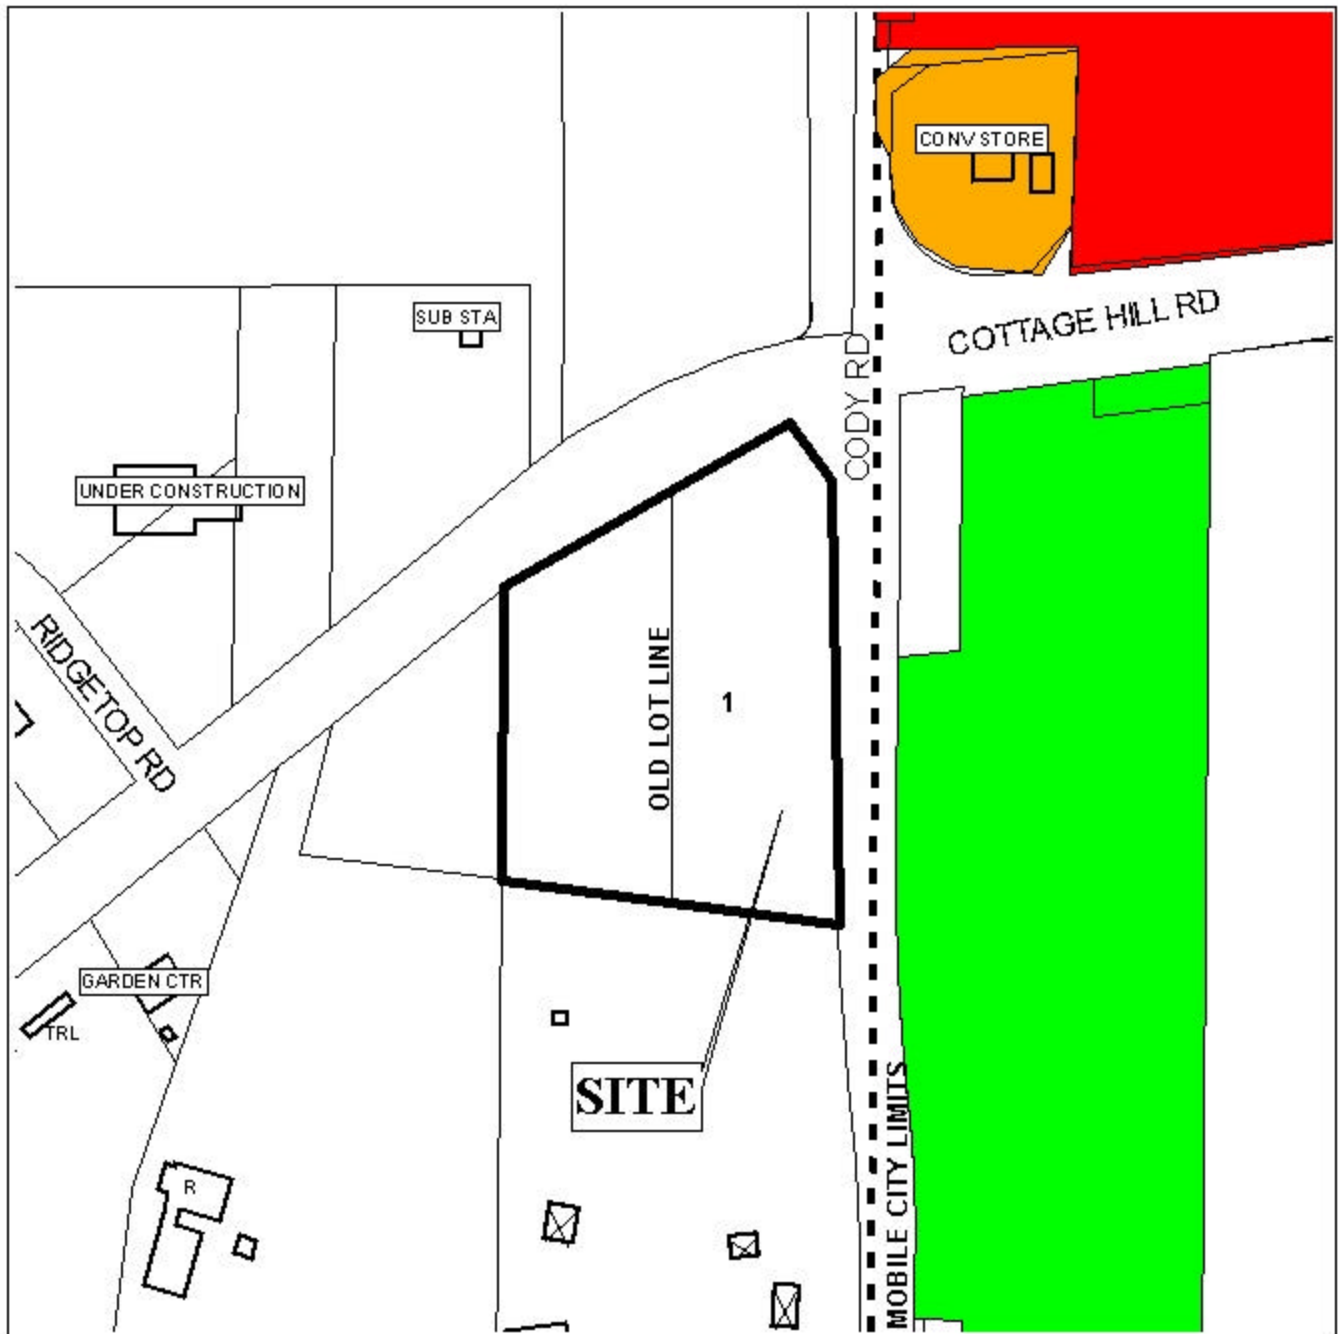 CONV STORE
COTTAGE HILL RD
SUB STA
CODY RD
UNDER CONSTRUCTION
RIDGETOP RD
OLD LOT LINE
1
GARDEN CTR
TRL
SITE
MOBILE CITY LIMITS
R